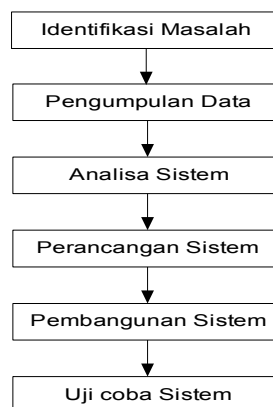 Identifikasi Masalah
Pengumpulan Data
Analisa Sistem
Perancangan Sistem
Pembangunan Sistem
Uji coba Sistem